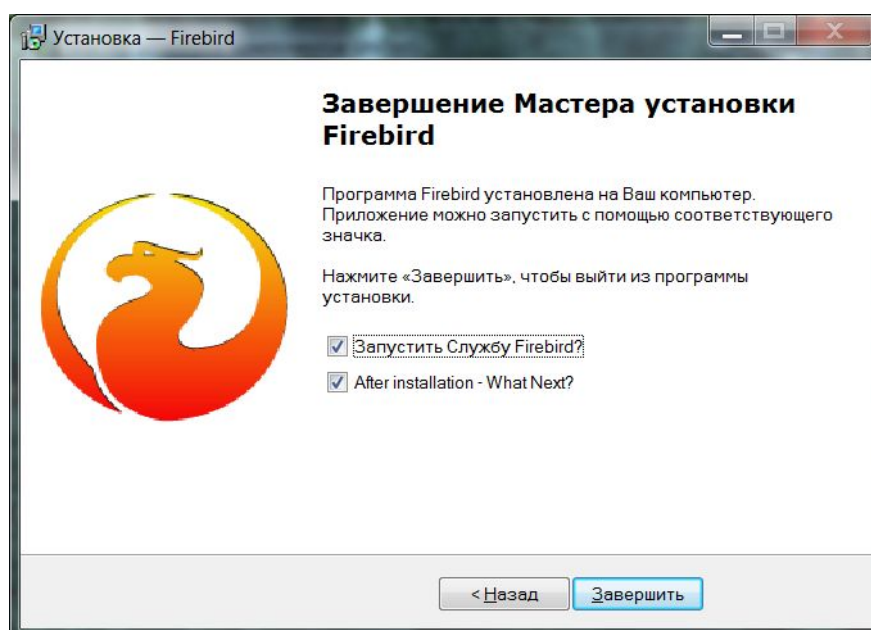 Установка — Firebird
Завершение Мастера установки
Firebird
Программа Firebird установлена на Ваш компьютер.
Приложение можно запустить с помощью соответствующего
значка.
Нажмите «Завершить», чтобы выйти из программы
установки.
Запустить Службу Firebird?
After installation - What Next?
< Назад
Завершить